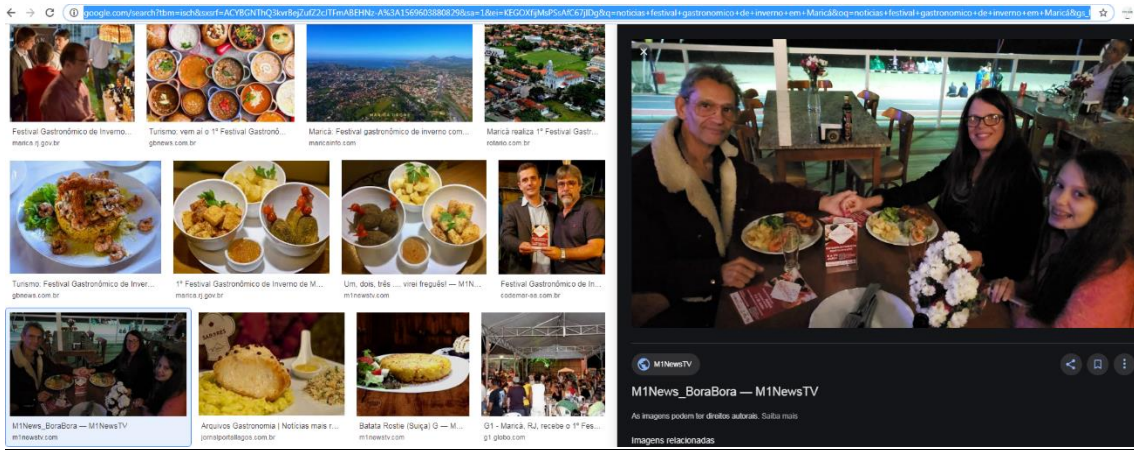 google.com/search?tbm=isch&sxsrf=ACYBGNThQ3kvrBejZufZ2cJTFmABEHNz-A%3A1569603880829&sa=1&ei=KEGOXfijMsPSsAfC67jIDg&q=noticias+festival+gastronomico+de+inverno+em+Maricá&oq=noticias+festival+gastronomico+de+inverno+em+Maricá&gs_l
Festival Gastronômico de Inverno...
marica.rj.gov.br
Turismo: vem aí o 1º Festival Gastronô...
gbnews.com.br
MARICÁ
Maricá: Festival gastronômico de inverno com...
maricainfo.com
Maricá realiza 1º Festival Gastr...
rotario.com.br
Turismo: Festival Gastronômico de Inver...
gbnews.com.br
1º Festival Gastronômico de Inverno de M...
marica.rj.gov.br
Um, dois, três .... virei freguês! — M1N...
m1newstv.com
Festival Gastronômico de In...
codemar-sa.com.br
M1News_BoraBora — M1NewsTV
m1newstv.com
Arquivos Gastronomia | Notícias mais r...
jornalportallagos.com.br
Batata Rostie (Suiça) G — M...
m1newstv.com
G1 - Maricá, RJ, recebe o 1º Fes...
g1.globo.com
M1NewsTV
M1News_BoraBora — M1NewsTV
As imagens podem ter direitos autorais. Saiba mais
Imagens relacionadas